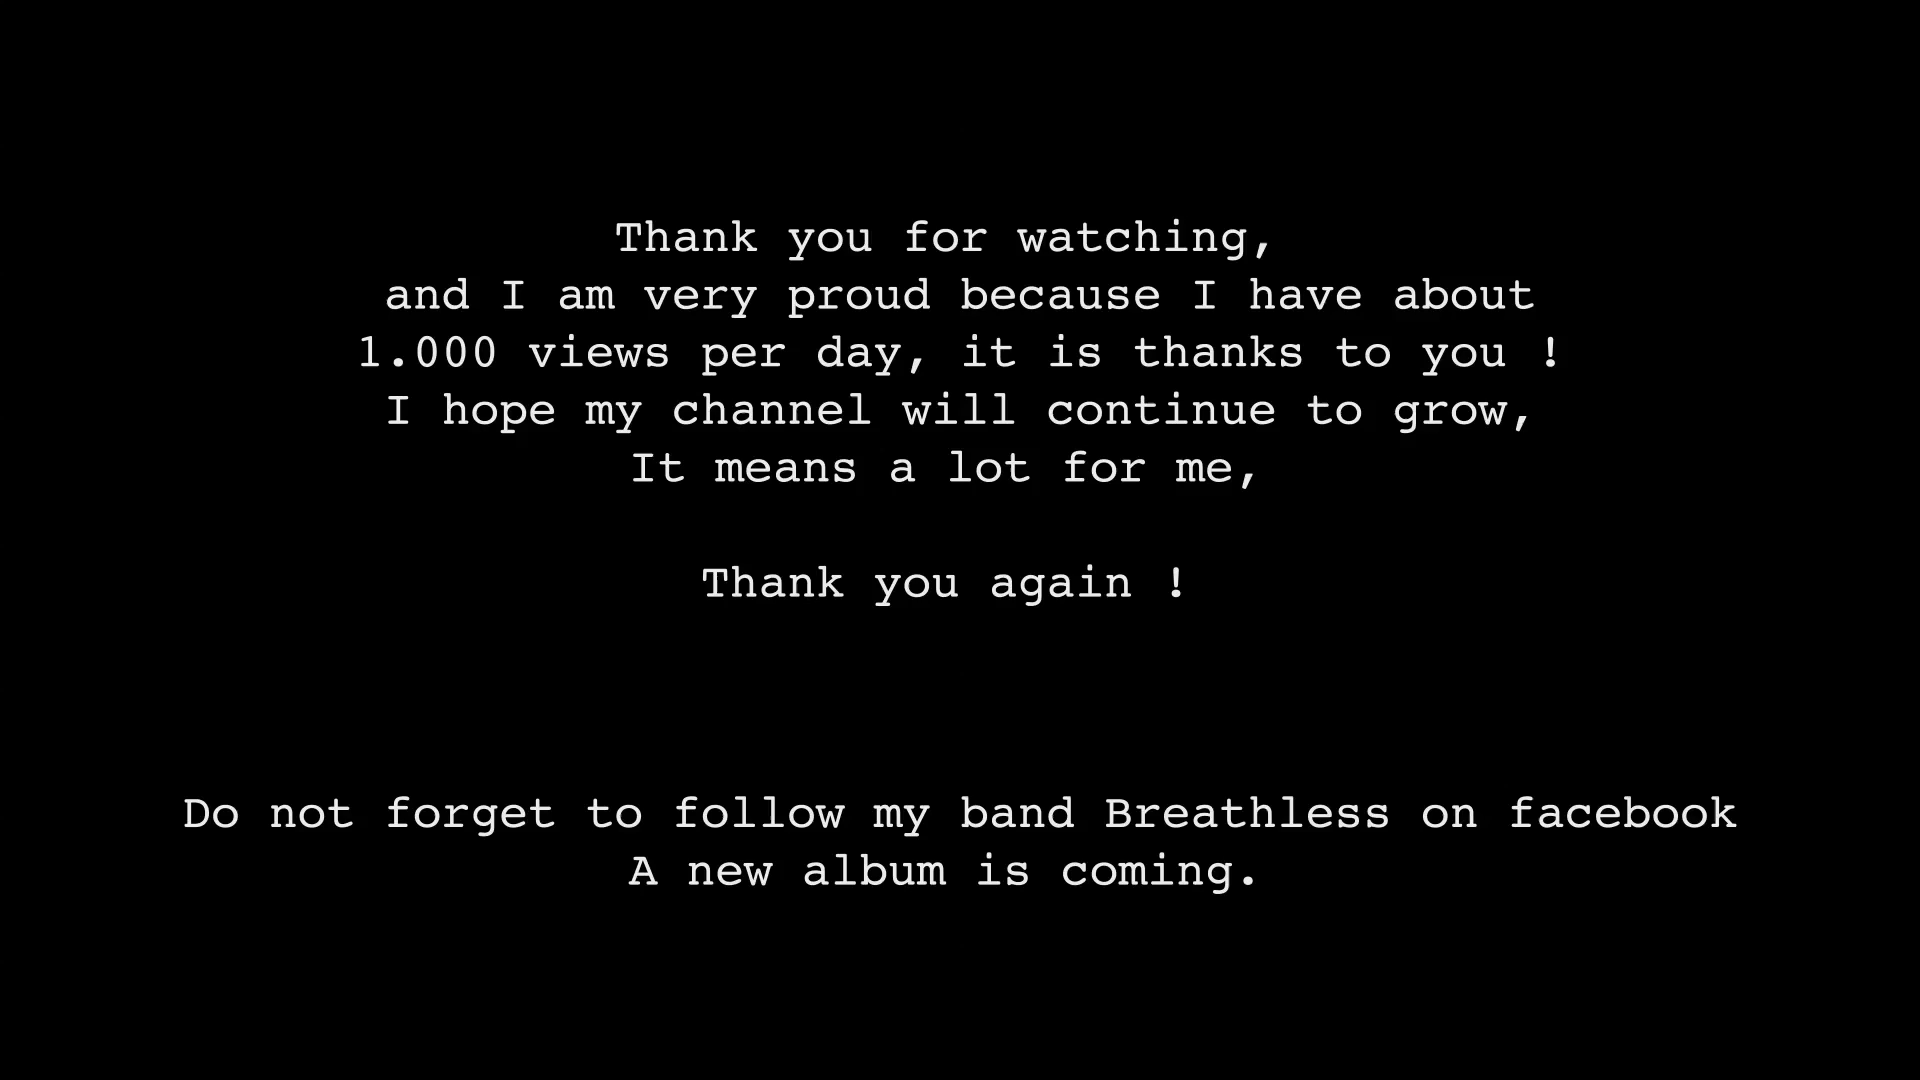 Thank you for watching,
and I am very proud because I have about
1.000 views per day, it is thanks to you !
I hope my channel will continue to grow,
It means a lot for me,
Thank you again !
Do not forget to follow my band Breathless on facebook
A new album is coming.